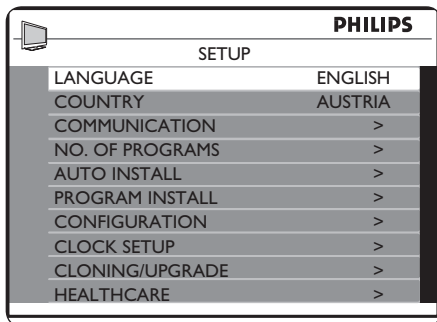 PHILIPS
SETUP
LANGUAGE ENGLISH
COUNTRY AUSTRIA
COMMUNICATION >
NO. OF PROGRAMS >
AUTO INSTALL >
PROGRAM INSTALL >
CONFIGURATION >
CLOCK SETUP >
CLONING/UPGRADE >
HEALTHCARE >